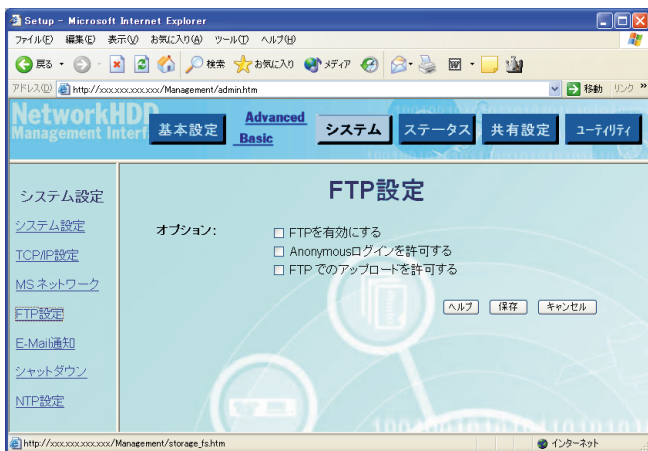 Setup - Microsoft Internet Explorer
ファイル(F) 編集(E) 表示(V) お気に入り(A) ツール(T) ヘルプ(H)
戻る 検索 お気に入り メディア
アドレス(D) http://xxx.xxx.xxx.xxx/Management/admin.htm 移動 リンク »
NetworkHDD
Management Interf
基本設定 Advanced Basic システム ステータス 共有設定 ユーティリティ
システム設定
システム設定
TCP/IP設定
MS ネットワーク
FTP設定
E-Mail通知
シャットダウン
NTP設定
FTP設定
オプション:
FTPを有効にする
Anonymousログインを許可する
FTP でのアップロードを許可する
ヘルプ 保存 キャンセル
http://xxx.xxx.xxx.xxx/Management/storage_fs.htm インターネット